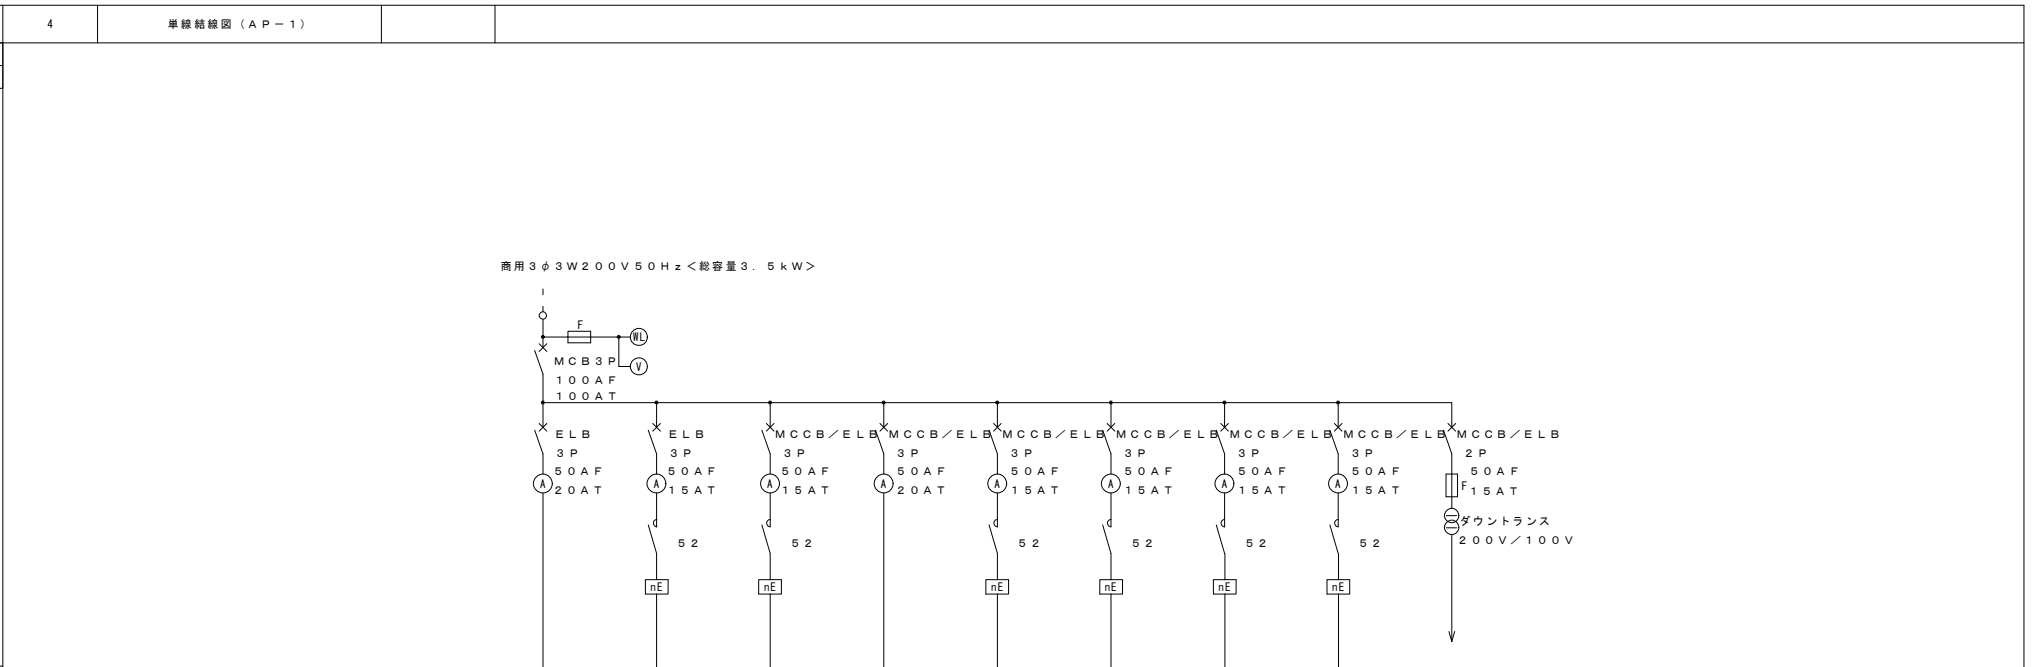 4 単線結線図（ＡＰ－１）
商用３φ３Ｗ２００Ｖ５０Ｈｚ＜総容量３．５ｋＷ＞
F
WL
V
ＭＣＢ３Ｐ
１００ＡＦ
１００ＡＴ
ＥＬＢ ＥＬＢ ＭＣＣＢ／ＥＬＢ ＭＣＣＢ／ＥＬＢ ＭＣＣＢ／ＥＬＢ ＭＣＣＢ／ＥＬＢ ＭＣＣＢ／ＥＬＢ ＭＣＣＢ／ＥＬＢ ＭＣＣＢ／ＥＬＢ
３Ｐ ３Ｐ ３Ｐ ３Ｐ ３Ｐ ３Ｐ ３Ｐ ３Ｐ ２Ｐ
５０ＡＦ ５０ＡＦ ５０ＡＦ ５０ＡＦ ５０ＡＦ ５０ＡＦ ５０ＡＦ ５０ＡＦ ５０ＡＦ
A ２０ＡＴ A １５ＡＴ A １５ＡＴ A ２０ＡＴ A １５ＡＴ A １５ＡＴ A １５ＡＴ A １５ＡＴ F １５ＡＴ
ダウントランス
２００Ｖ／１００Ｖ
５２ ５２ ５２ ５２ ５２ ５２
nE nE nE nE nE nE